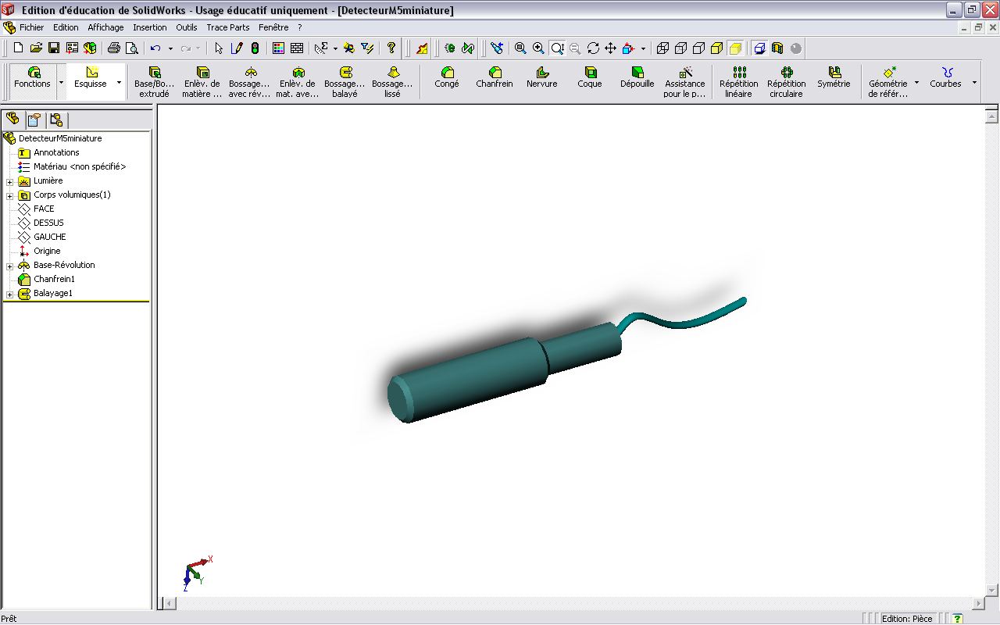 Edition d'éducation de SolidWorks - Usage éducatif uniquement - [DetecteurM5miniature]
Fichier Edition Affichage Insertion Outils Trace Parts Fenêtre ?
Fonctions Esquisse Base/Bo... extrudé Enlèv. de matière ... Bossage... avec rév... Enlèv. de mat. ave... Bossage... balayé Bossage... lissé Congé Chanfrein Nervure Coque Dépouille Assistance pour le p... Répétition linéaire Répétition circulaire Symétrie Géométrie de référ... Courbes
DetecteurM5miniature
Annotations
Matériau <non spécifié>
Lumière
Corps volumiques(1)
FACE
DESSUS
GAUCHE
Origine
Base-Révolution
Chanfrein1
Balayage1
X
Y
Z
Prêt
Edition: Pièce